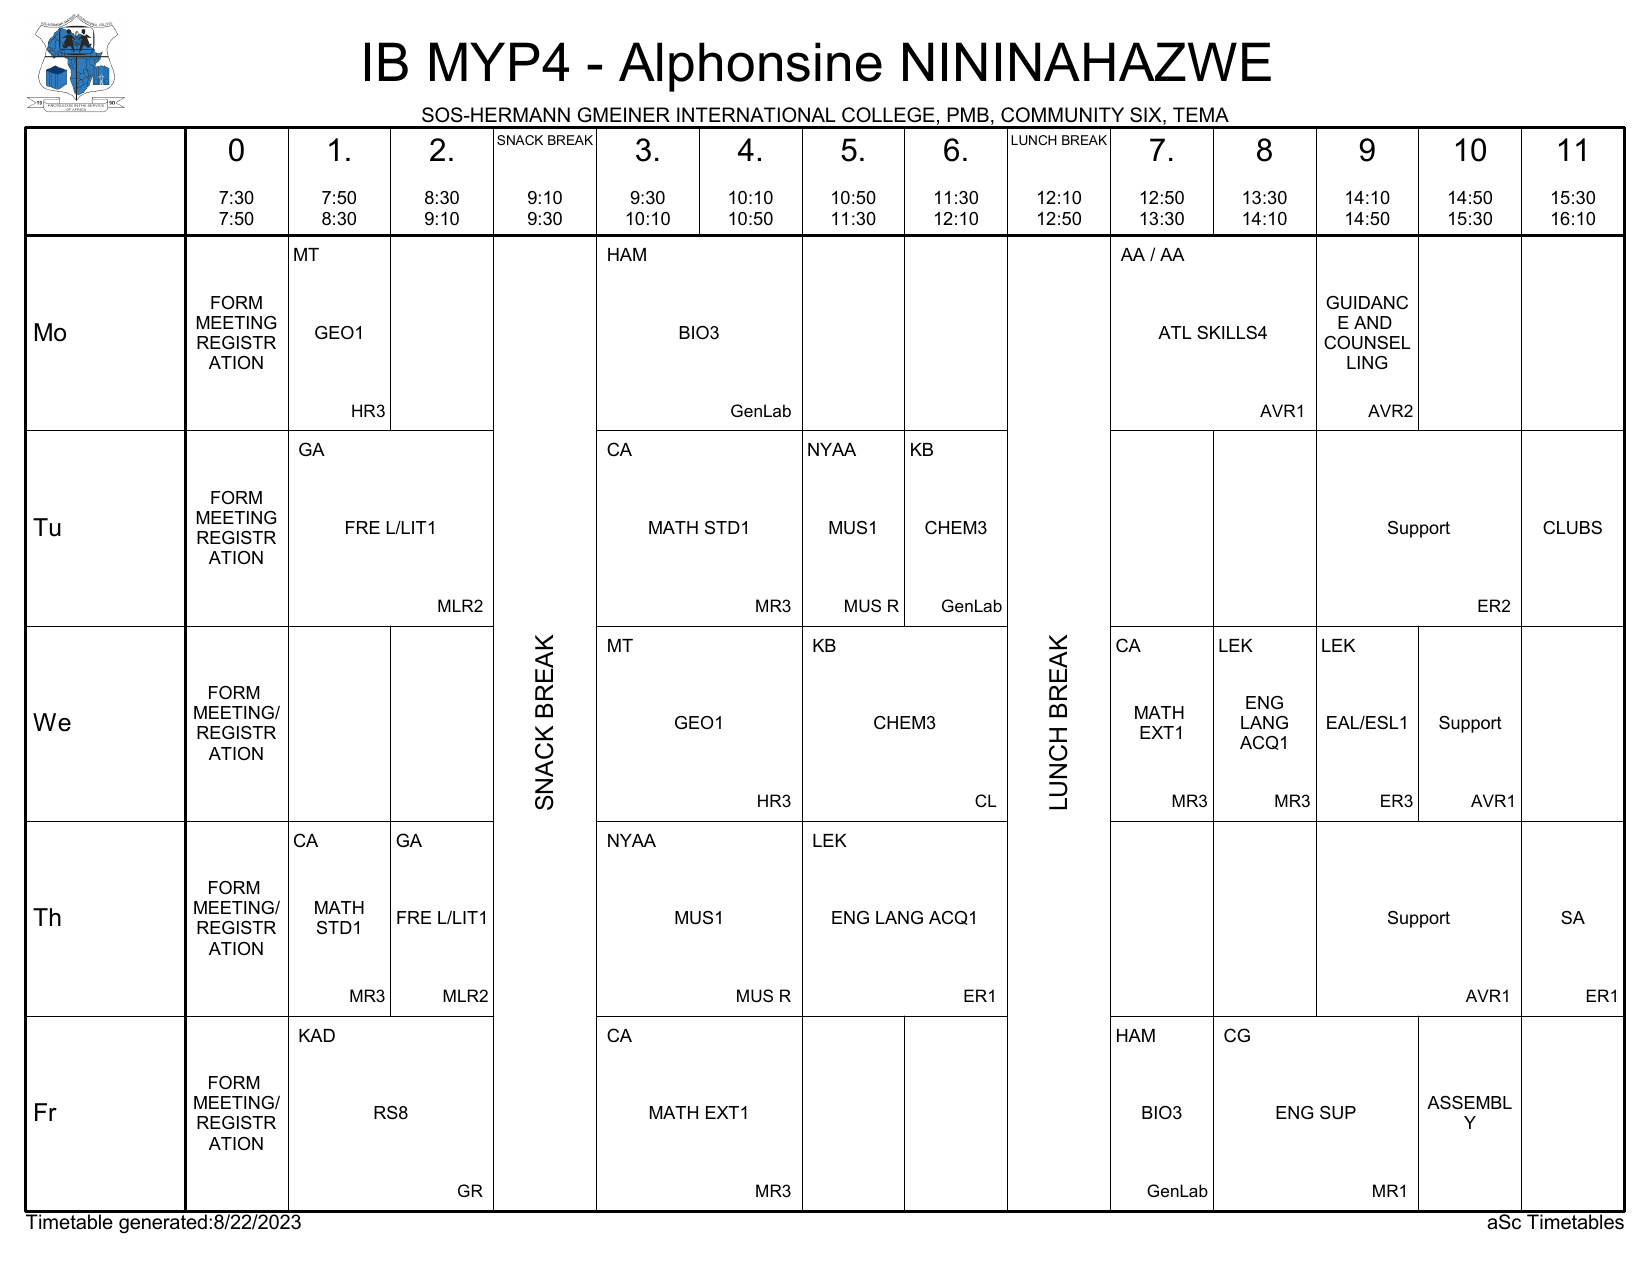 IB MYP4 - Alphonsine NININAHAZWE
SOS-HERMANN GMEINER INTERNATIONAL COLLEGE, PMB, COMMUNITY SIX, TEMA
0 1. 2. SNACK BREAK 3. 4. 5. 6. LUNCH BREAK 7. 8 9 10 11
7:30 7:50 8:30 9:10 9:30 10:10 10:50 11:30 12:10 12:50 13:30 14:10 14:50 15:30
7:50 8:30 9:10 9:30 10:10 10:50 11:30 12:10 12:50 13:30 14:10 14:50 15:30 16:10
Mo
FORM
MEETING
REGISTR
ATION
MT
GEO1
HR3
HAM
BIO3
GenLab
AA / AA
ATL SKILLS4
AVR1
GUIDANC
E AND
COUNSEL
LING
AVR2
Tu
FORM
MEETING
REGISTR
ATION
GA
FRE L/LIT1
MLR2
CA
MATH STD1
MR3
NYAA
MUS1
MUS R
KB
CHEM3
GenLab
Support
ER2
CLUBS
We
FORM
MEETING/
REGISTR
ATION
SNACK BREAK
MT
GEO1
HR3
KB
CHEM3
CL
LUNCH BREAK
CA
MATH
EXT1
MR3
LEK
ENG
LANG
ACQ1
MR3
LEK
EAL/ESL1
ER3
Support
AVR1
Th
FORM
MEETING/
REGISTR
ATION
CA
MATH
STD1
MR3
GA
FRE L/LIT1
MLR2
NYAA
MUS1
MUS R
LEK
ENG LANG ACQ1
ER1
Support
AVR1
SA
ER1
Fr
FORM
MEETING/
REGISTR
ATION
KAD
RS8
GR
CA
MATH EXT1
MR3
HAM
BIO3
GenLab
CG
ENG SUP
MR1
ASSEMBL
Y
Timetable generated:8/22/2023
aSc Timetables